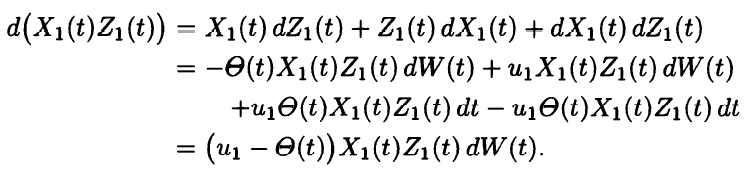 d(X₁(t)Z₁(t)) = X₁(t) dZ₁(t) + Z₁(t) dX₁(t) + dX₁(t) dZ₁(t)
= −Θ(t)X₁(t)Z₁(t) dW(t) + u₁X₁(t)Z₁(t) dW(t)
+u₁Θ(t)X₁(t)Z₁(t) dt − u₁Θ(t)X₁(t)Z₁(t) dt
= (u₁ − Θ(t))X₁(t)Z₁(t) dW(t).